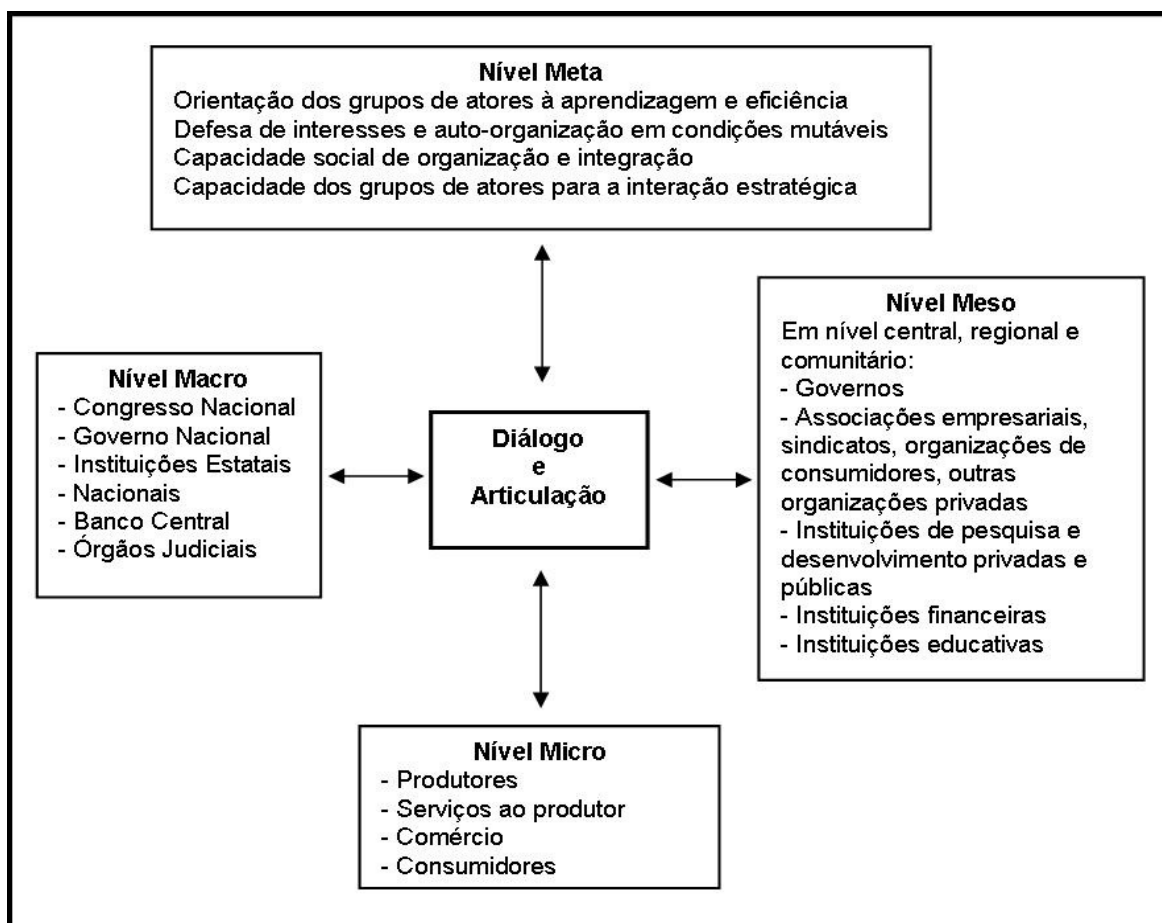 Nível Meta
Orientação dos grupos de atores à aprendizagem e eficiência
Defesa de interesses e auto-organização em condições mutáveis
Capacidade social de organização e integração
Capacidade dos grupos de atores para a interação estratégica
Nível Macro
- Congresso Nacional
- Governo Nacional
- Instituições Estatais
- Nacionais
- Banco Central
- Órgãos Judiciais
Diálogo
e
Articulação
Nível Meso
Em nível central, regional e
comunitário:
- Governos
- Associações empresariais,
sindicatos, organizações de
consumidores, outras
organizações privadas
- Instituições de pesquisa e
desenvolvimento privadas e
públicas
- Instituições financeiras
- Instituições educativas
Nível Micro
- Produtores
- Serviços ao produtor
- Comércio
- Consumidores